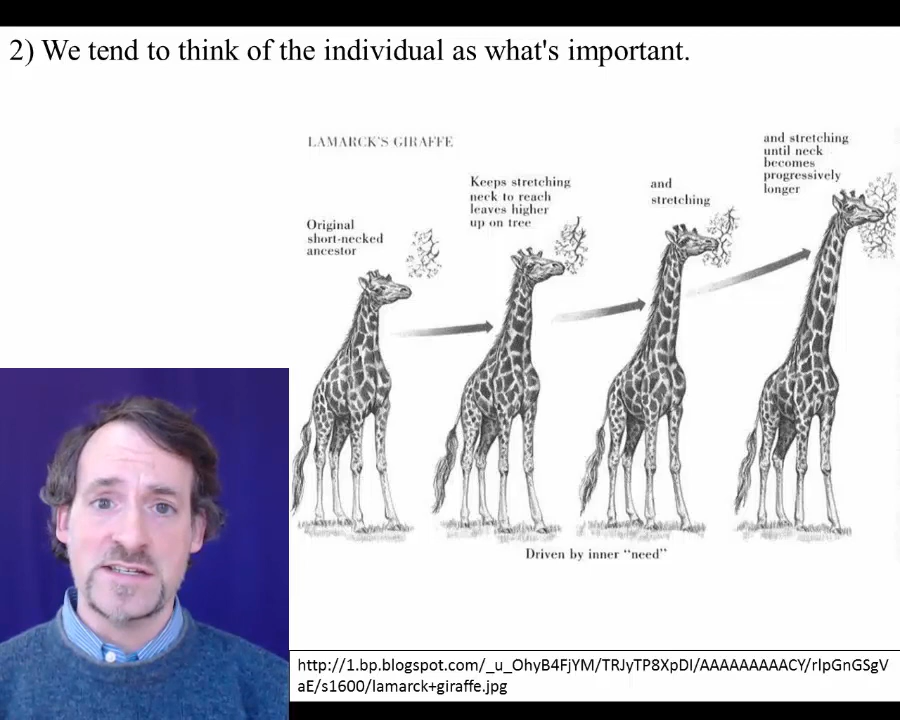 2) We tend to think of the individual as what's important.
LAMARCK'S GIRAFFE
Original
short-necked
ancestor
Keeps stretching
neck to reach
leaves higher
up on tree
and
stretching
and stretching
until neck
becomes
progressively
longer
Driven by inner “need”
http://1.bp.blogspot.com/_u_OhyB4FjYM/TRJyTP8XpDI/AAAAAAAAACY/rlpGnGSgV
aE/s1600/lamarck+giraffe.jpg